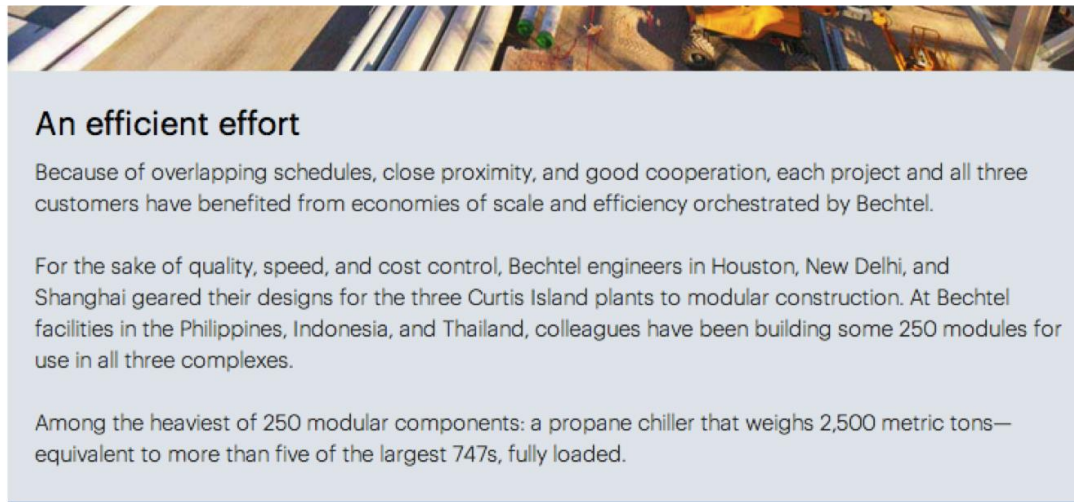 An efficient effort
Because of overlapping schedules, close proximity, and good cooperation, each project and all three
customers have benefited from economies of scale and efficiency orchestrated by Bechtel.
For the sake of quality, speed, and cost control, Bechtel engineers in Houston, New Delhi, and
Shanghai geared their designs for the three Curtis Island plants to modular construction. At Bechtel
facilities in the Philippines, Indonesia, and Thailand, colleagues have been building some 250 modules for
use in all three complexes.
Among the heaviest of 250 modular components: a propane chiller that weighs 2,500 metric tons—
equivalent to more than five of the largest 747s, fully loaded.